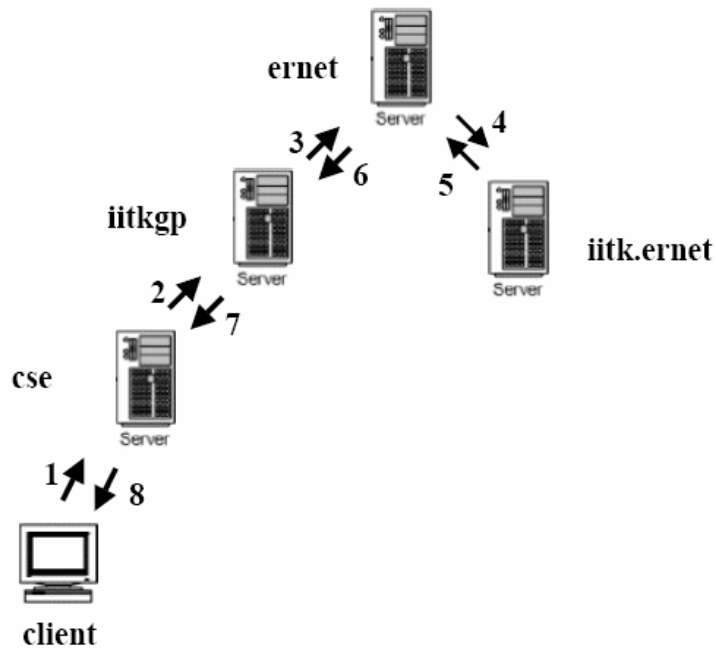 ernet
Server
3
4
6
5
iitkgp
iitk.ernet
Server
Server
2
7
cse
Server
1
8
client